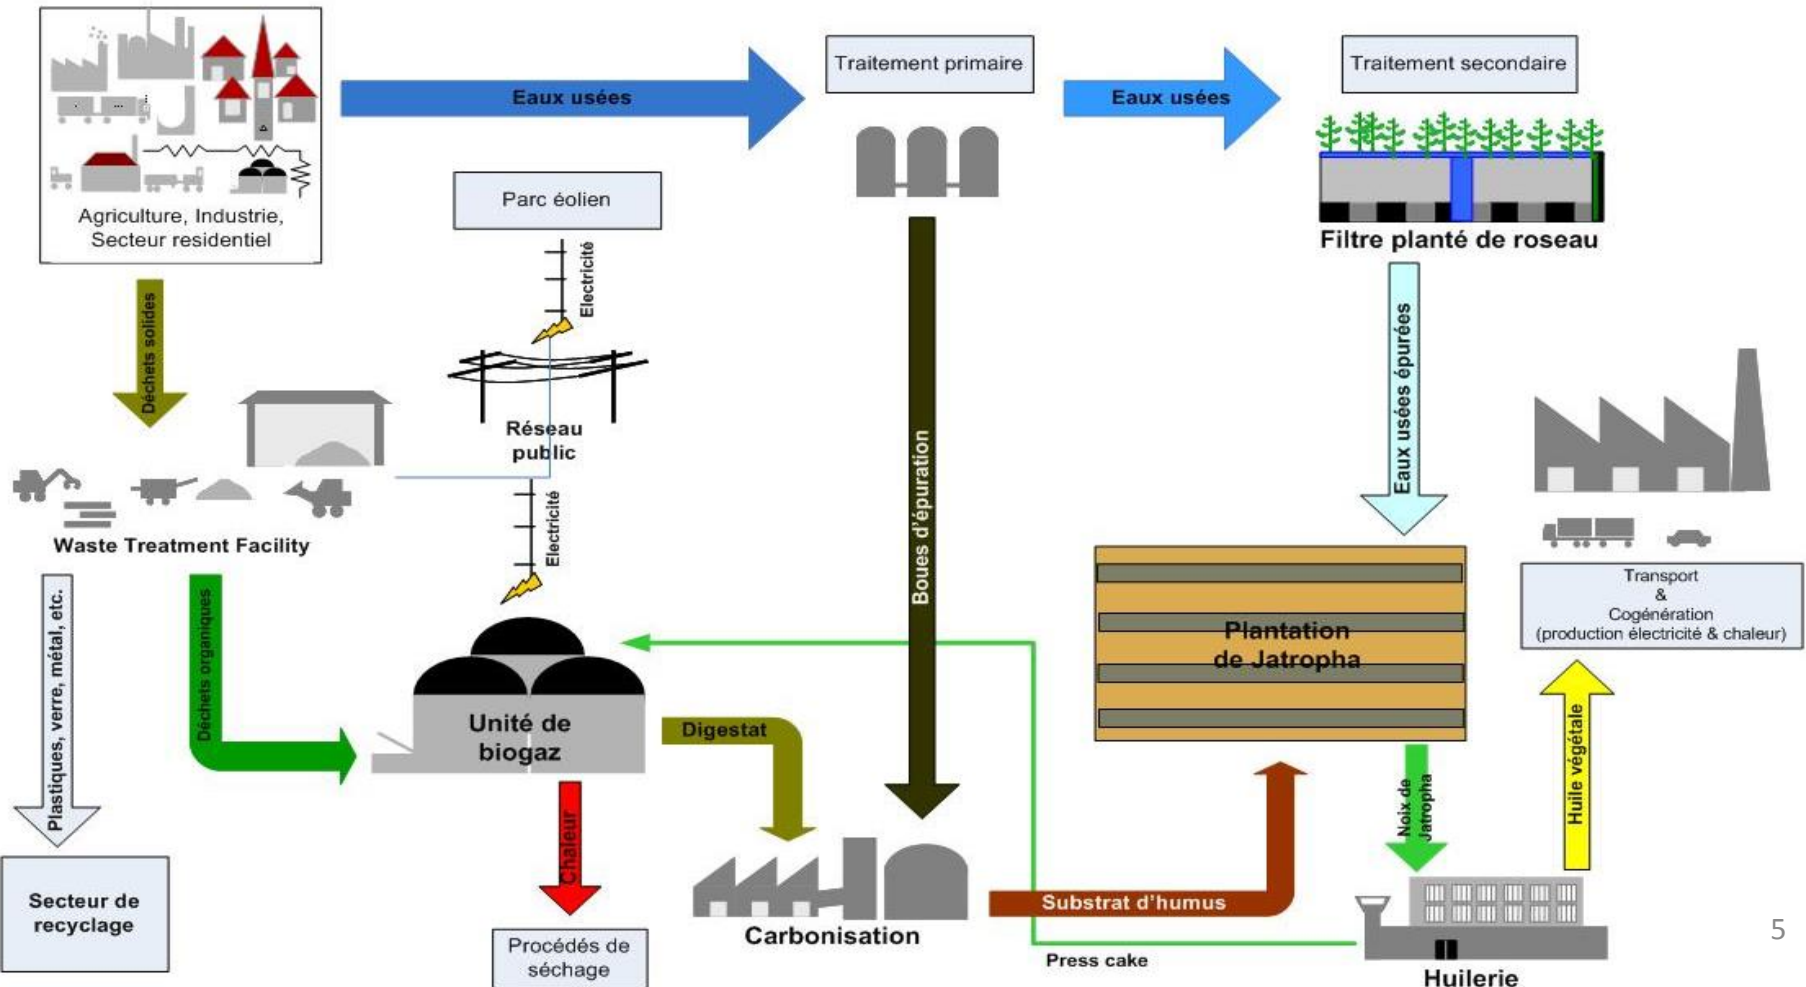 Traitement primaire
Traitement secondaire
Eaux usées
Eaux usées
Agriculture, Industrie,
Secteur residentiel
Parc éolien
Filtre planté de roseau
Electricité
Déchets solides
Eaux usées épurées
Réseau
public
Boues d'épuration
Electricité
Waste Treatment Facility
Transport
&
Cogénération
(production électricité & chaleur)
Plastiques, verre, métal, etc.
Déchets organiques
Plantation
de Jatropha
Unité de
biogaz
Digestat
Huile végétale
Noix de
Jatropha
Chaleur
Secteur de
recyclage
Substrat d'humus
Carbonisation
Procédés de
séchage
Press cake
Huilerie
5